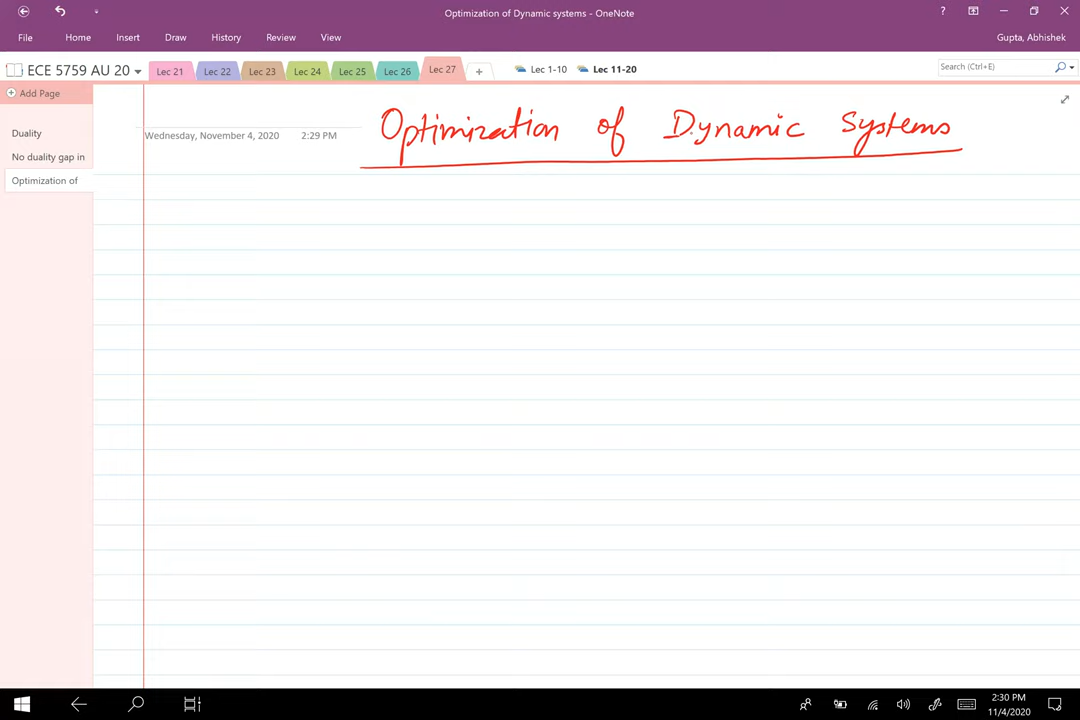 Optimization of Dynamic systems - OneNote
?
File Home Insert Draw History Review View
Gupta, Abhishek
ECE 5759 AU 20
Lec 21
Lec 22
Lec 23
Lec 24
Lec 25
Lec 26
Lec 27
+
Lec 1-10
Lec 11-20
Search (Ctrl+E)
Add Page
Duality
No duality gap in
Optimization of
Wednesday, November 4, 2020 2:29 PM
Optimization of Dynamic Systems
2:30 PM
11/4/2020